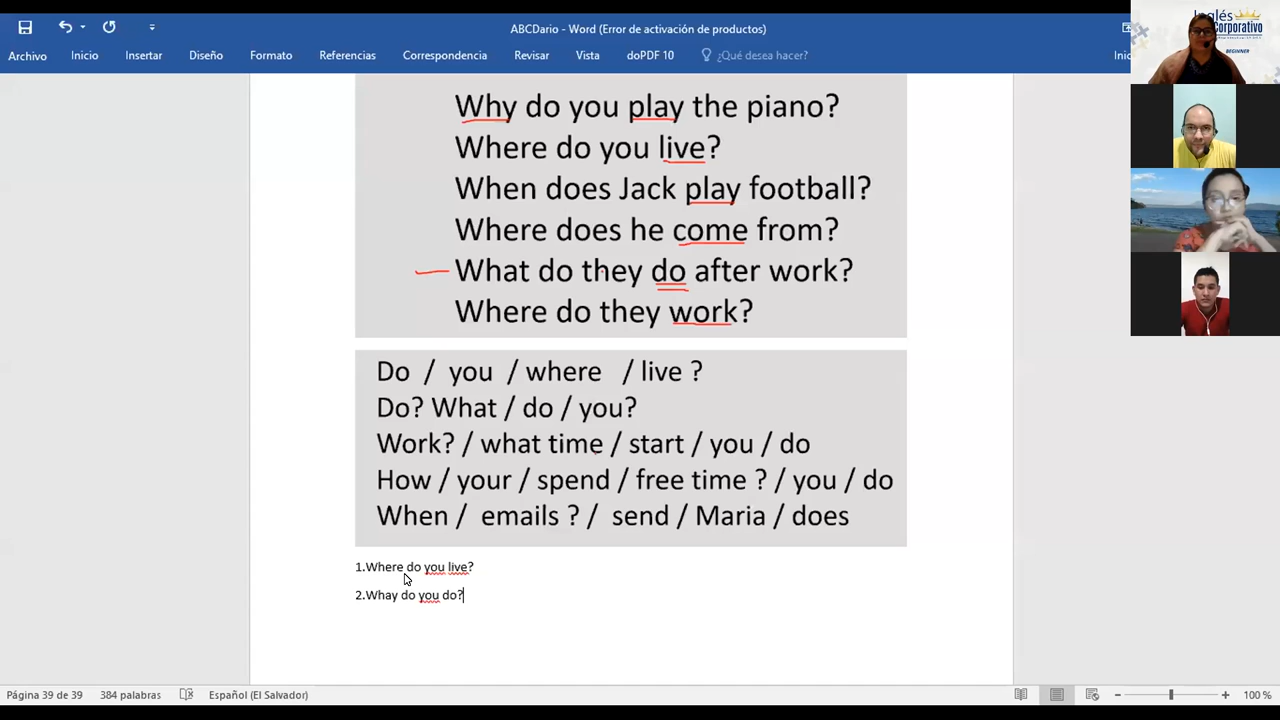 ABCDario - Word (Error de activación de productos)
Archivo Inicio Insertar Diseño Formato Referencias Correspondencia Revisar Vista doPDF 10 ¿Qué desea hacer? Inic
Inglés
Corporativo
BEGINNER
Why do you play the piano?
Where do you live?
When does Jack play football?
Where does he come from?
What do they do after work?
Where do they work?
Do / you / where / live ?
Do? What / do / you?
Work? / what time / start / you / do
How / your / spend / free time ? / you / do
When / emails ? / send / Maria / does
1.Where do you live?
2.Whay do you do?
Página 39 de 39 384 palabras Español (El Salvador) 100 %